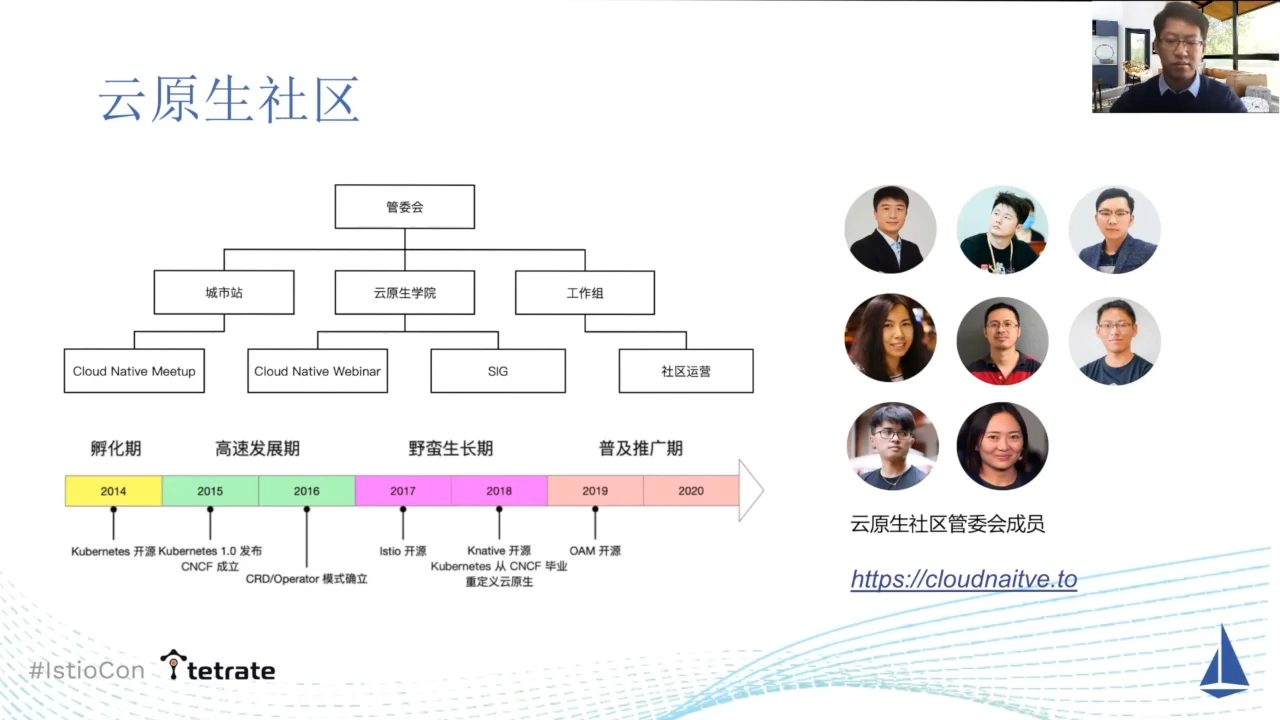 云原生社区
管委会
城市站
云原生学院
工作组
Cloud Native Meetup
Cloud Native Webinar
SIG
社区运营
孵化期
高速发展期
野蛮生长期
普及推广期
2014
2015
2016
2017
2018
2019
2020
Kubernetes 开源
Kubernetes 1.0 发布
CNCF 成立
CRD/Operator 模式确立
Istio 开源
Knative 开源
Kubernetes 从 CNCF 毕业
重定义云原生
OAM 开源
云原生社区管委会成员
https://cloudnaitve.to
#IstioCon
tetrate